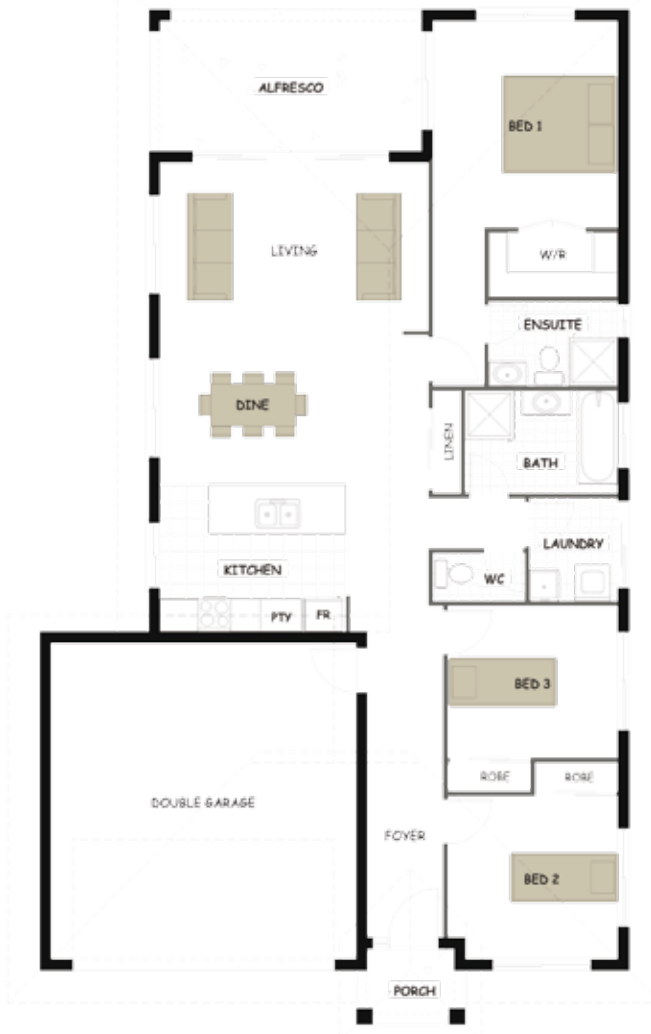 ALFRESCO
BED 1
LIVING
W/R
ENSUITE
DINE
LINEN
BATH
LAUNDRY
KITCHEN
WC
PTY
FR
BED 3
ROBE
ROBE
DOUBLE GARAGE
FOYER
BED 2
PORCH